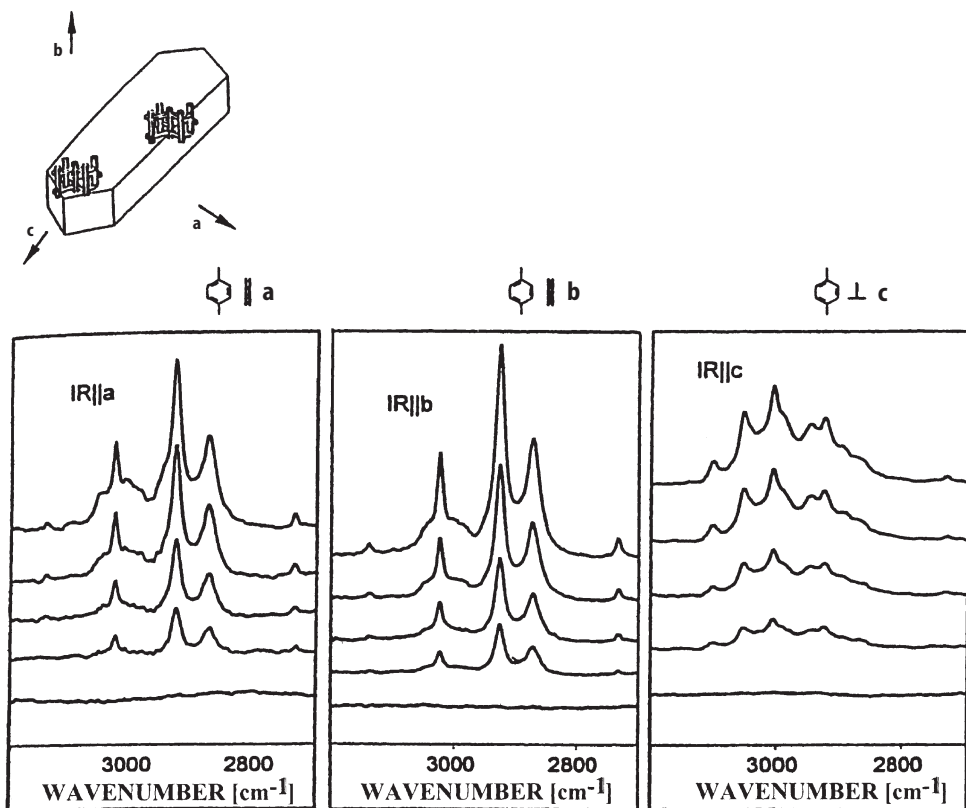 b
c
a
a
b
⊥ c
IR||a
IR||b
IR||c
3000 2800
3000 2800
3000 2800
WAVENUMBER [cm-1]
WAVENUMBER [cm-1]
WAVENUMBER [cm-1]